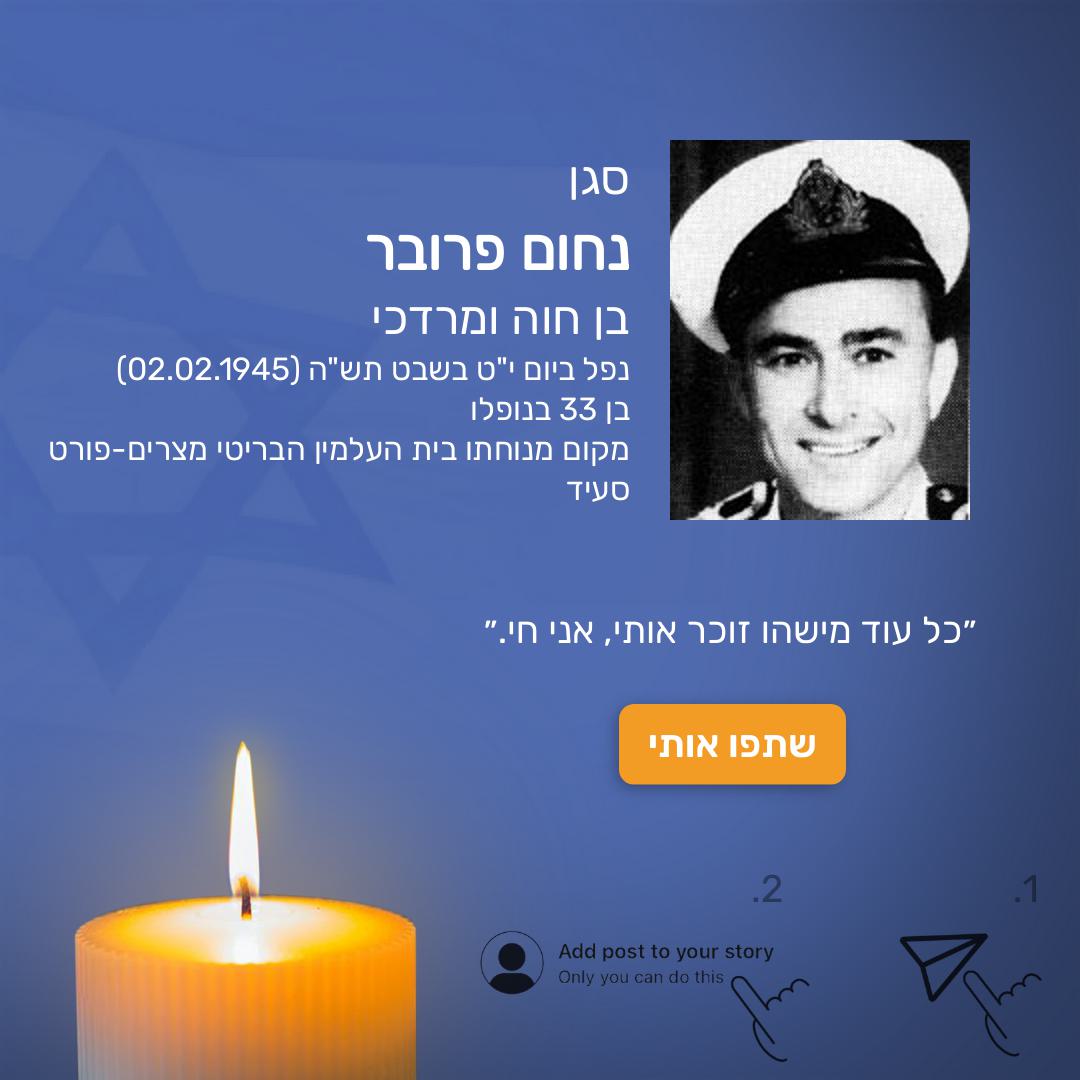 סגן
נחום פרובר
בן חוה ומרדכי
נפל ביום י"ט בשבט תש"ה (02.02.1945)
בן 33 בנופלו
מקום מנוחתו בית העלמין הבריטי מצרים-פורט
סעיד
״כל עוד מישהו זוכר אותי, אני חי.״
שתפו אותי
.1
.2
Add post to your story
Only you can do this